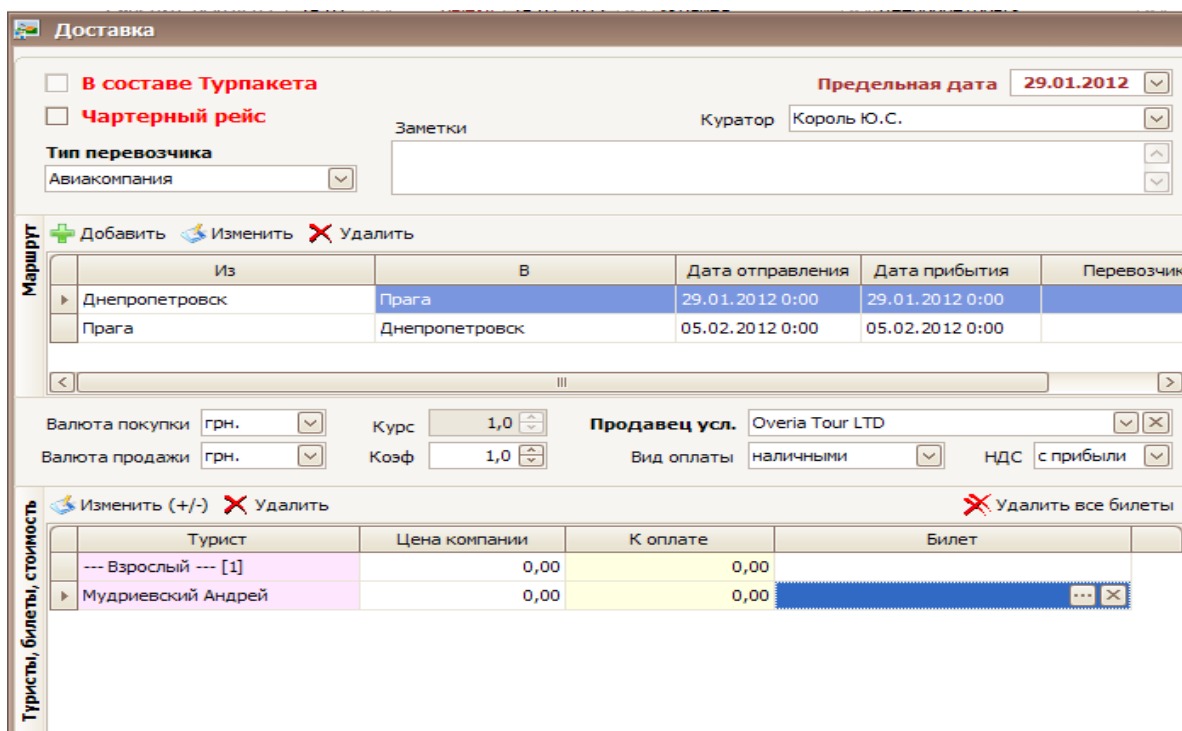 Доставка
В составе Турпакета
Предельная дата 29.01.2012
Чартерный рейс
Заметки
Куратор Король Ю.С.
Тип перевозчика
Авиакомпания
Маршрут
Добавить Изменить Удалить
Из В Дата отправления Дата прибытия Перевозчик
Днепропетровск Прага 29.01.2012 0:00 29.01.2012 0:00
Прага Днепропетровск 05.02.2012 0:00 05.02.2012 0:00
Валюта покупки грн. Курс 1,0 Продавец усл. Overia Tour LTD
Валюта продажи грн. Коэф 1,0 Вид оплаты наличными НДС с прибыли
Туристы, билеты, стоимость
Изменить (+/-) Удалить Удалить все билеты
Турист Цена компании К оплате Билет
--- Взрослый --- [1] 0,00 0,00
Мудриевский Андрей 0,00 0,00